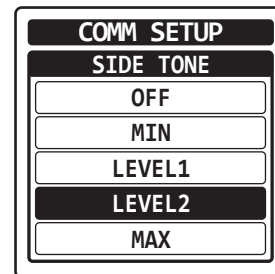 COMM SETUP
SIDE TONE
OFF
MIN
LEVEL1
LEVEL2
MAX